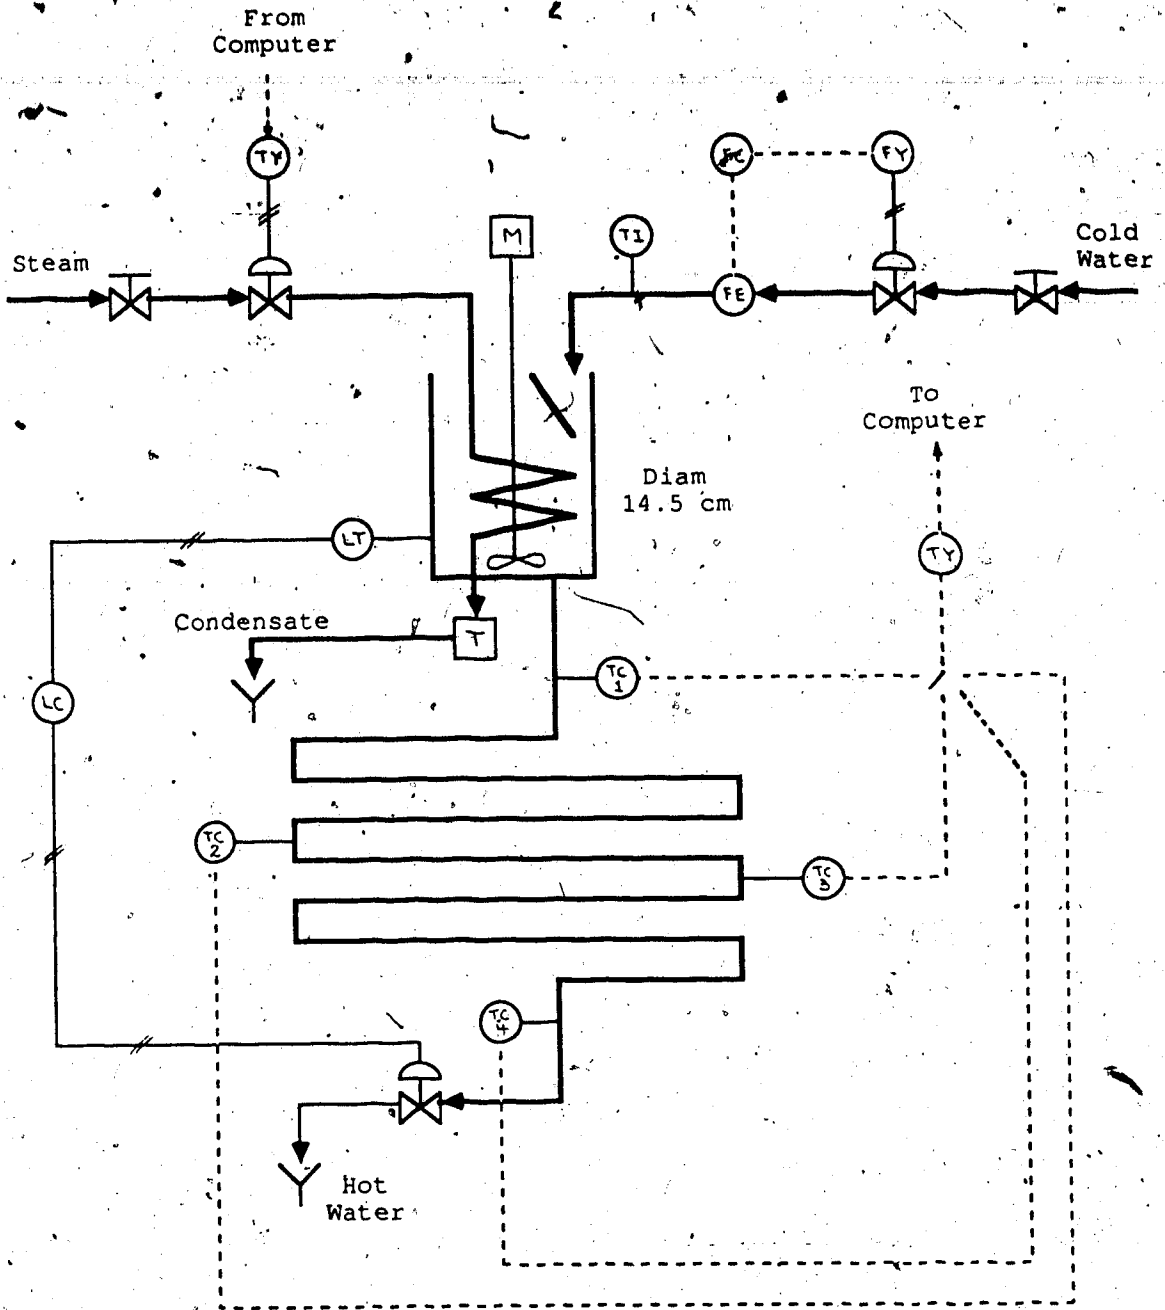 From
Computer
TY
FY
M
TI
Cold
Water
Steam
FE
To
Computer
Diam
14.5 cm
LT
TY
Condensate
T
TC
1
LC
TC
2
TC
3
TC
4
Hot
Water